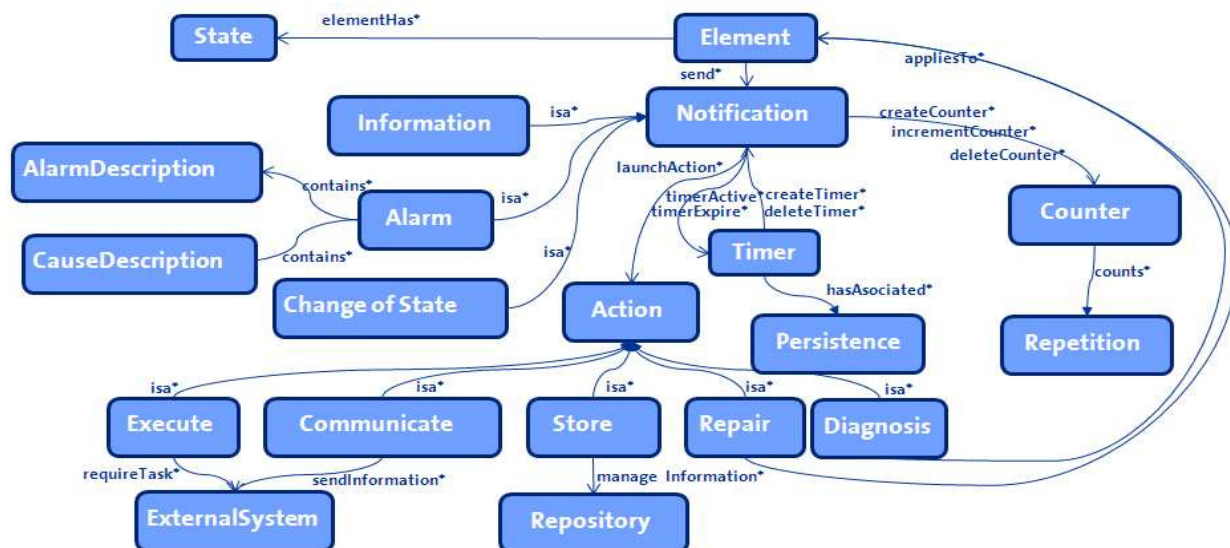 elementHas*
State
Element
appliesTo*
send*
Information
isa*
Notification
createCounter*
incrementCounter*
deleteCounter*
AlarmDescription
contains*
launchAction*
Alarm
isa*
timerActive*
createTimer*
timerExpire*
deleteTimer*
Counter
CauseDescription
contains*
isa*
Timer
counts*
Change of State
Action
hasAsociated*
Persistence
Repetition
isa*
isa*
isa*
isa*
isa*
Execute
Communicate
Store
Repair
Diagnosis
requireTask*
sendInformation*
manage Information*
ExternalSystem
Repository